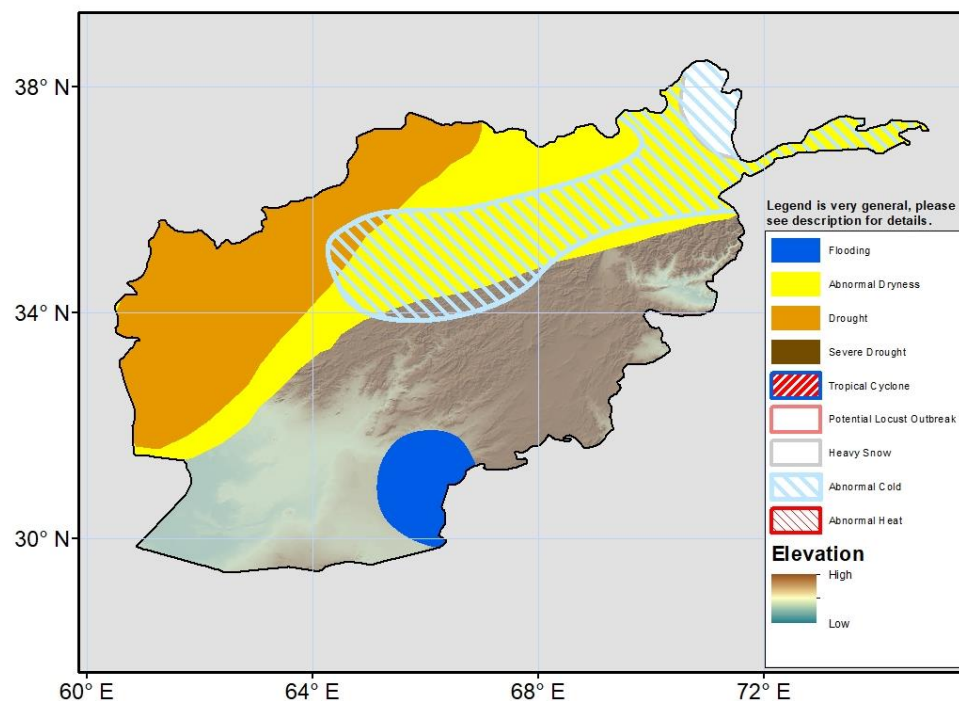 38° N
34° N
30° N
60° E
64° E
68° E
72° E
Legend is very general, please
see description for details.
Flooding
Abnormal Dryness
Drought
Severe Drought
Tropical Cyclone
Potential Locust Outbreak
Heavy Snow
Abnormal Cold
Abnormal Heat
Elevation
High
Low